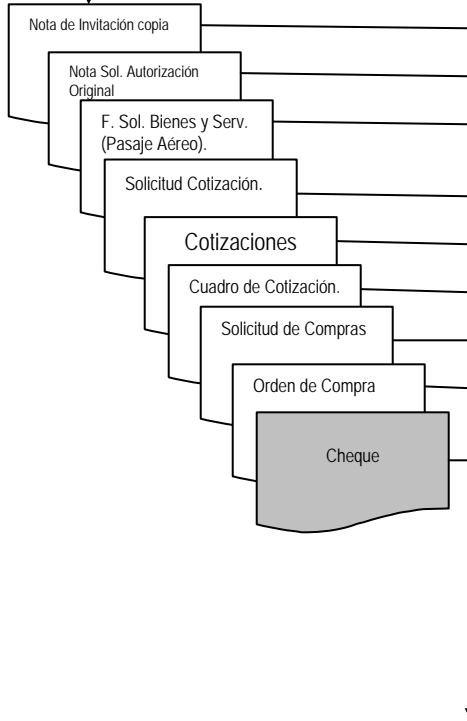 Nota de Invitación copia
Nota Sol. Autorización
Original
F. Sol. Bienes y Serv.
(Pasaje Aéreo).
Solicitud Cotización.
Cotizaciones
Cuadro de Cotización.
Solicitud de Compras
Orden de Compra
Cheque